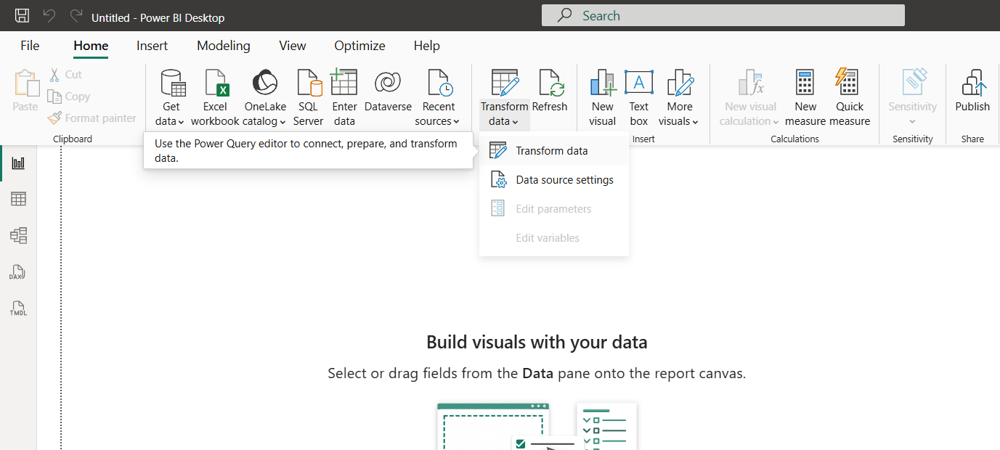 Untitled - Power BI Desktop
Search
File Home Insert Modeling View Optimize Help
Paste
Cut
Copy
Format painter
Clipboard
Get
data
Excel
workbook
OneLake
catalog
SQL
Server
Enter
data
Dataverse
Recent
sources
Transform
data
Refresh
New
visual
Text
box
More
visuals
Insert
New visual
calculation
New
measure
Quick
measure
Calculations
Sensitivity
Sensitivity
Publish
Share
Use the Power Query editor to connect, prepare, and transform
data.
Transform data
Data source settings
Edit parameters
Edit variables
DAX
TMDL
Build visuals with your data
Select or drag fields from the Data pane onto the report canvas.